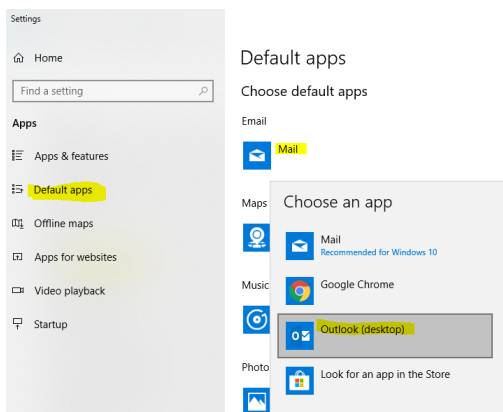 Settings
Home
Find a setting
Apps
Apps & features
Default apps
Offline maps
Apps for websites
Video playback
Startup
Default apps
Choose default apps
Email
Mail
Maps
Music
Photo
Choose an app
Mail
Recommended for Windows 10
Google Chrome
Outlook (desktop)
Look for an app in the Store